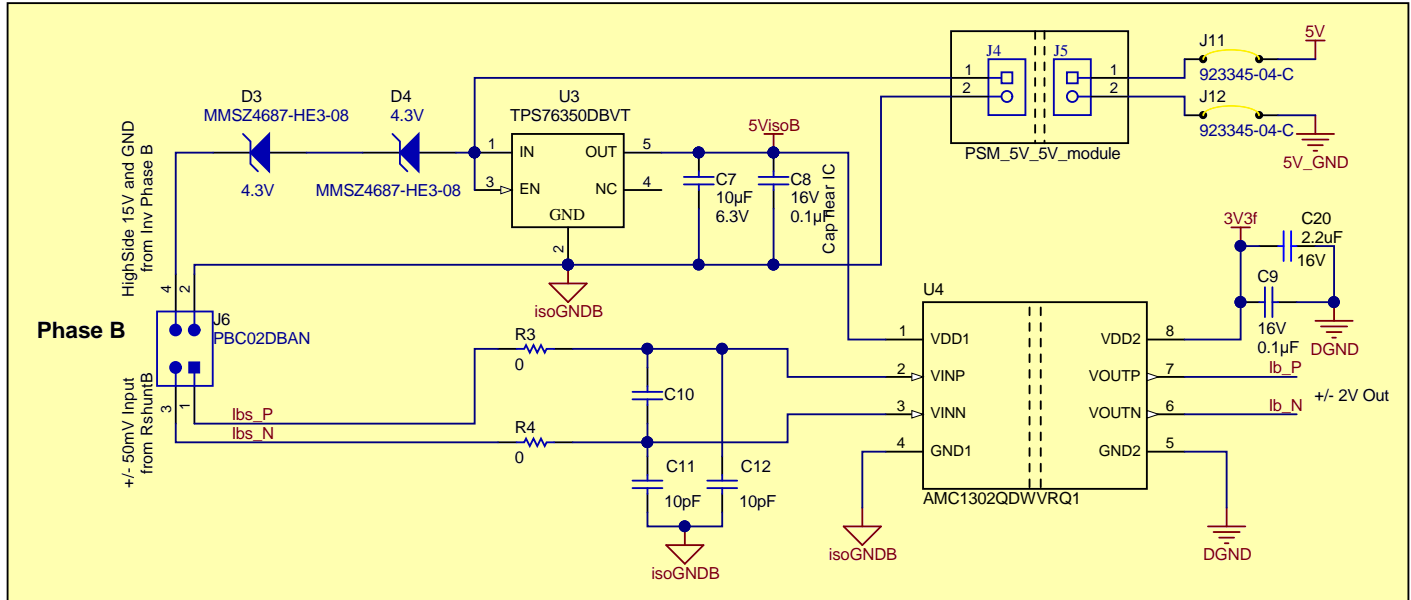 J4
J5
1
2
1
2
PSM_5V_5V_module
J11
923345-04-C
J12
923345-04-C
5V
5V_GND
D3
MMSZ4687-HE3-08
4.3V
D4
4.3V
MMSZ4687-HE3-08
U3
TPS76350DBVT
1
IN
OUT
5
3
EN
NC
4
GND
2
5VisoB
C7
10µF
6.3V
C8
16V
0.1µF
Cap near IC
isoGNDB
HighSide 15V and GND
from Inv Phase B
4
2
Phase B
J6
PBC02DBAN
3
1
+/- 50mV Input
from RshuntB
Ibs_P
Ibs_N
R3
0
R4
0
C10
C11
10pF
C12
10pF
isoGNDB
U4
1
VDD1
VDD2
8
2
VINP
VOUTP
7
3
VINN
VOUTN
6
4
GND1
GND2
5
AMC1302QDWVRQ1
isoGNDB
3V3f
C20
2.2uF
16V
C9
16V
0.1µF
DGND
Ib_P
Ib_N
+/- 2V Out
DGND